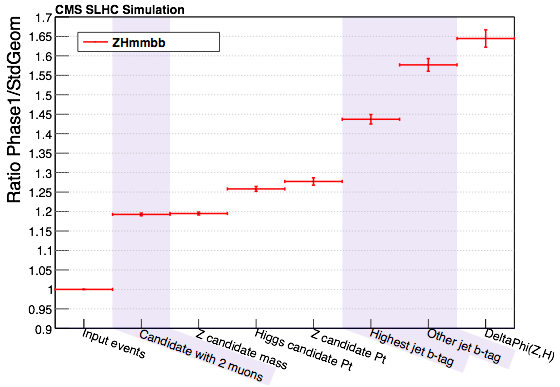 CMS SLHC Simulation
Ratio Phase1/StdGeom
1.7
1.65
1.6
1.55
1.5
1.45
1.4
1.35
1.3
1.25
1.2
1.15
1.1
1.05
1
0.95
0.9
ZHmmbb
Input events
Candidate with 2 muons
Z candidate mass
Higgs candidate Pt
Z candidate Pt
Highest jet b-tag
Other jet b-tag
DeltaPhi(Z,H)